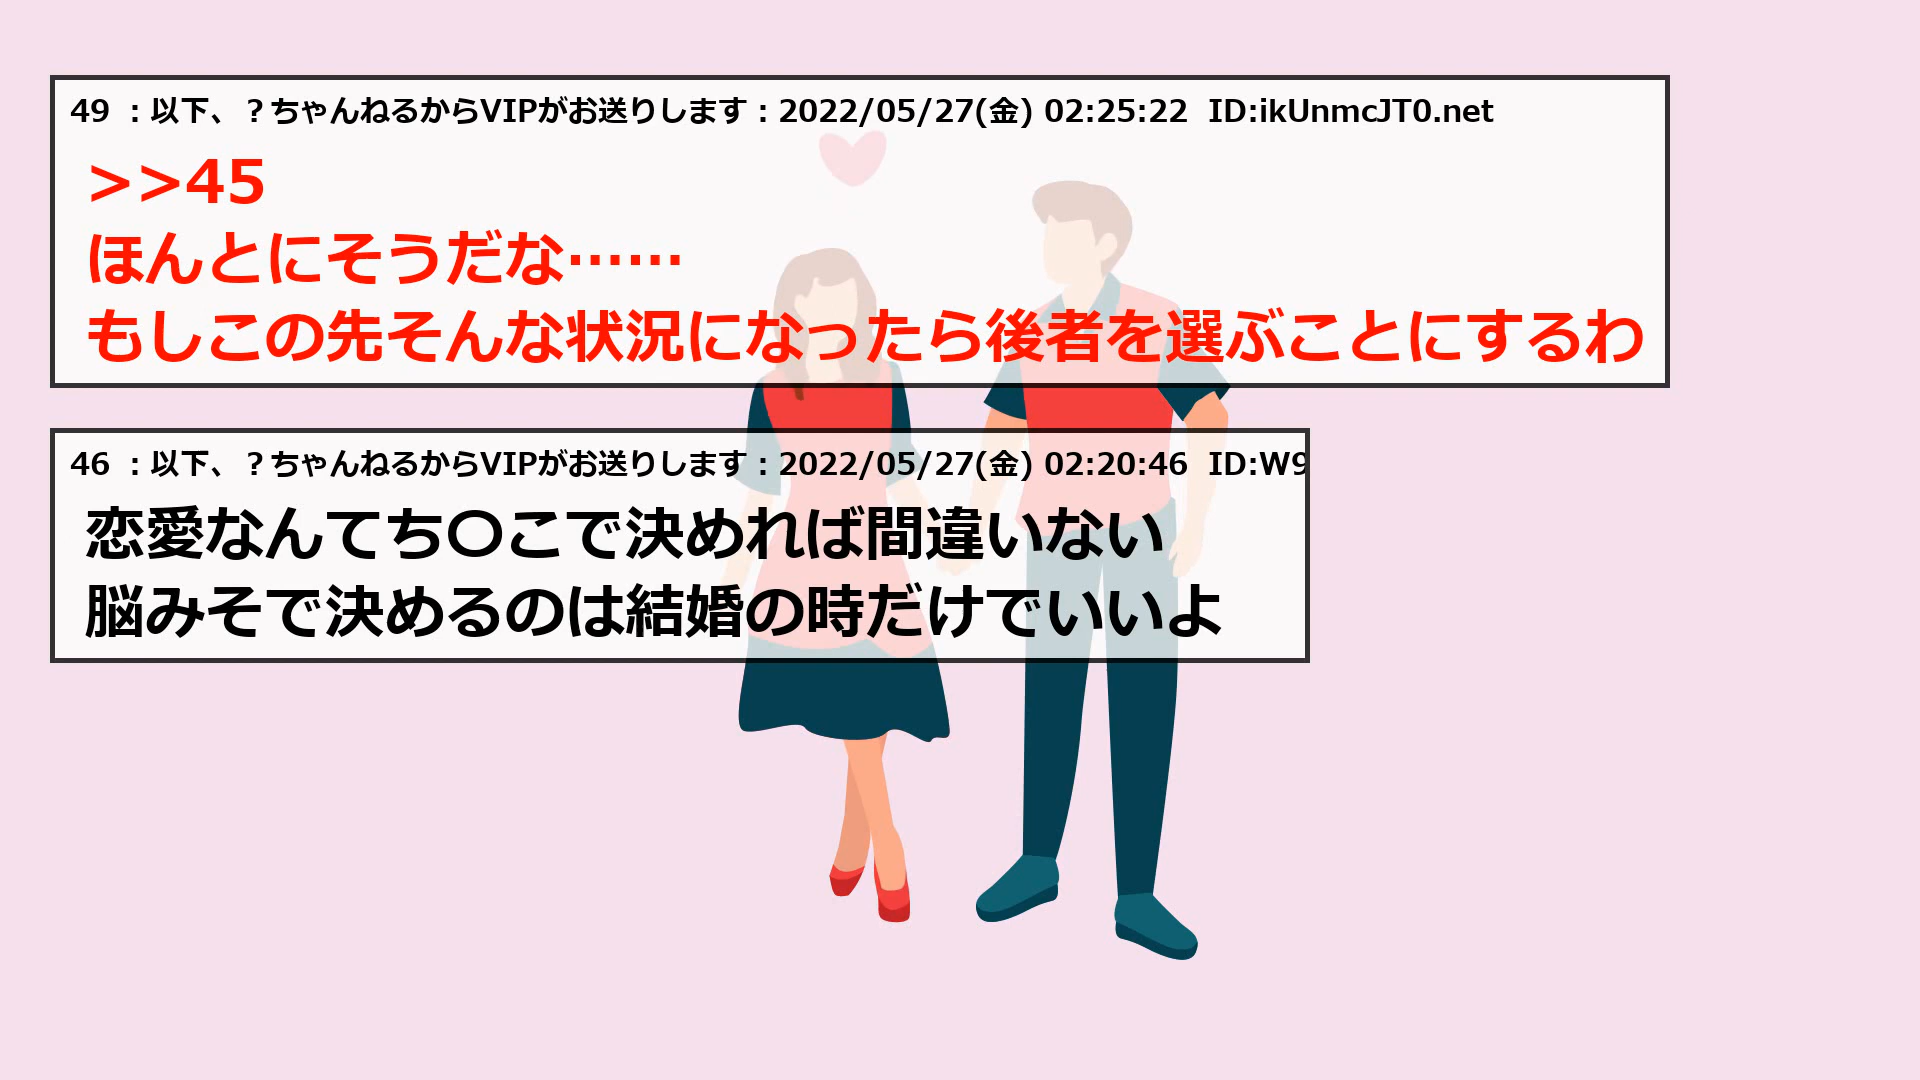 49 ：以下、？ちゃんねるからVIPがお送りします：2022/05/27(金) 02:25:22 ID:ikUnmcJT0.net
>>45
ほんとにそうだな……
もしこの先そんな状況になったら後者を選ぶことにするわ
46 ：以下、？ちゃんねるからVIPがお送りします：2022/05/27(金) 02:20:46 ID:W9
恋愛なんてち〇こで決めれば間違いない
脳みそで決めるのは結婚の時だけでいいよ